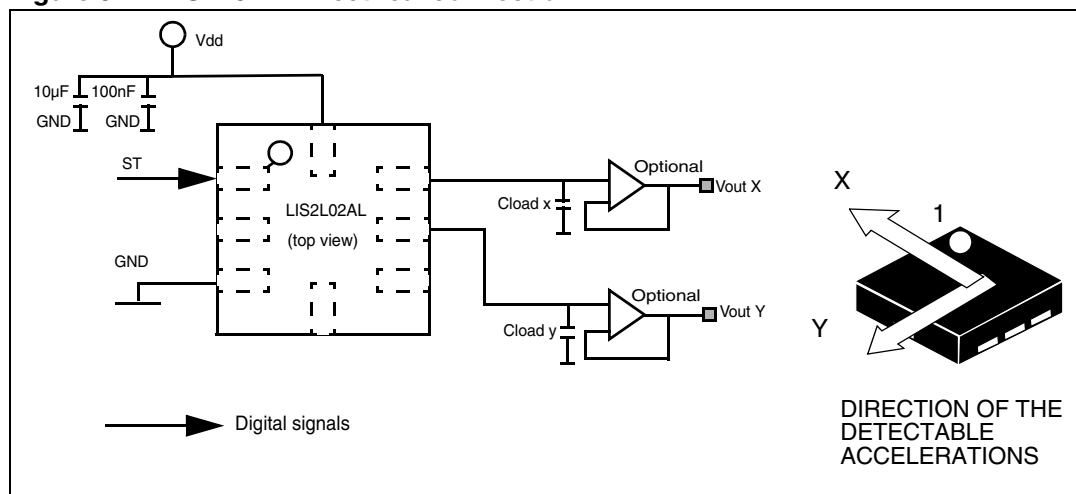 Vdd
10µF 100nF
GND GND
ST
LIS2L02AL
(top view)
GND
Optional
Cload x
Vout X
Optional
Cload y
Vout Y
Digital signals
X
1
Y
DIRECTION OF THE
DETECTABLE
ACCELERATIONS